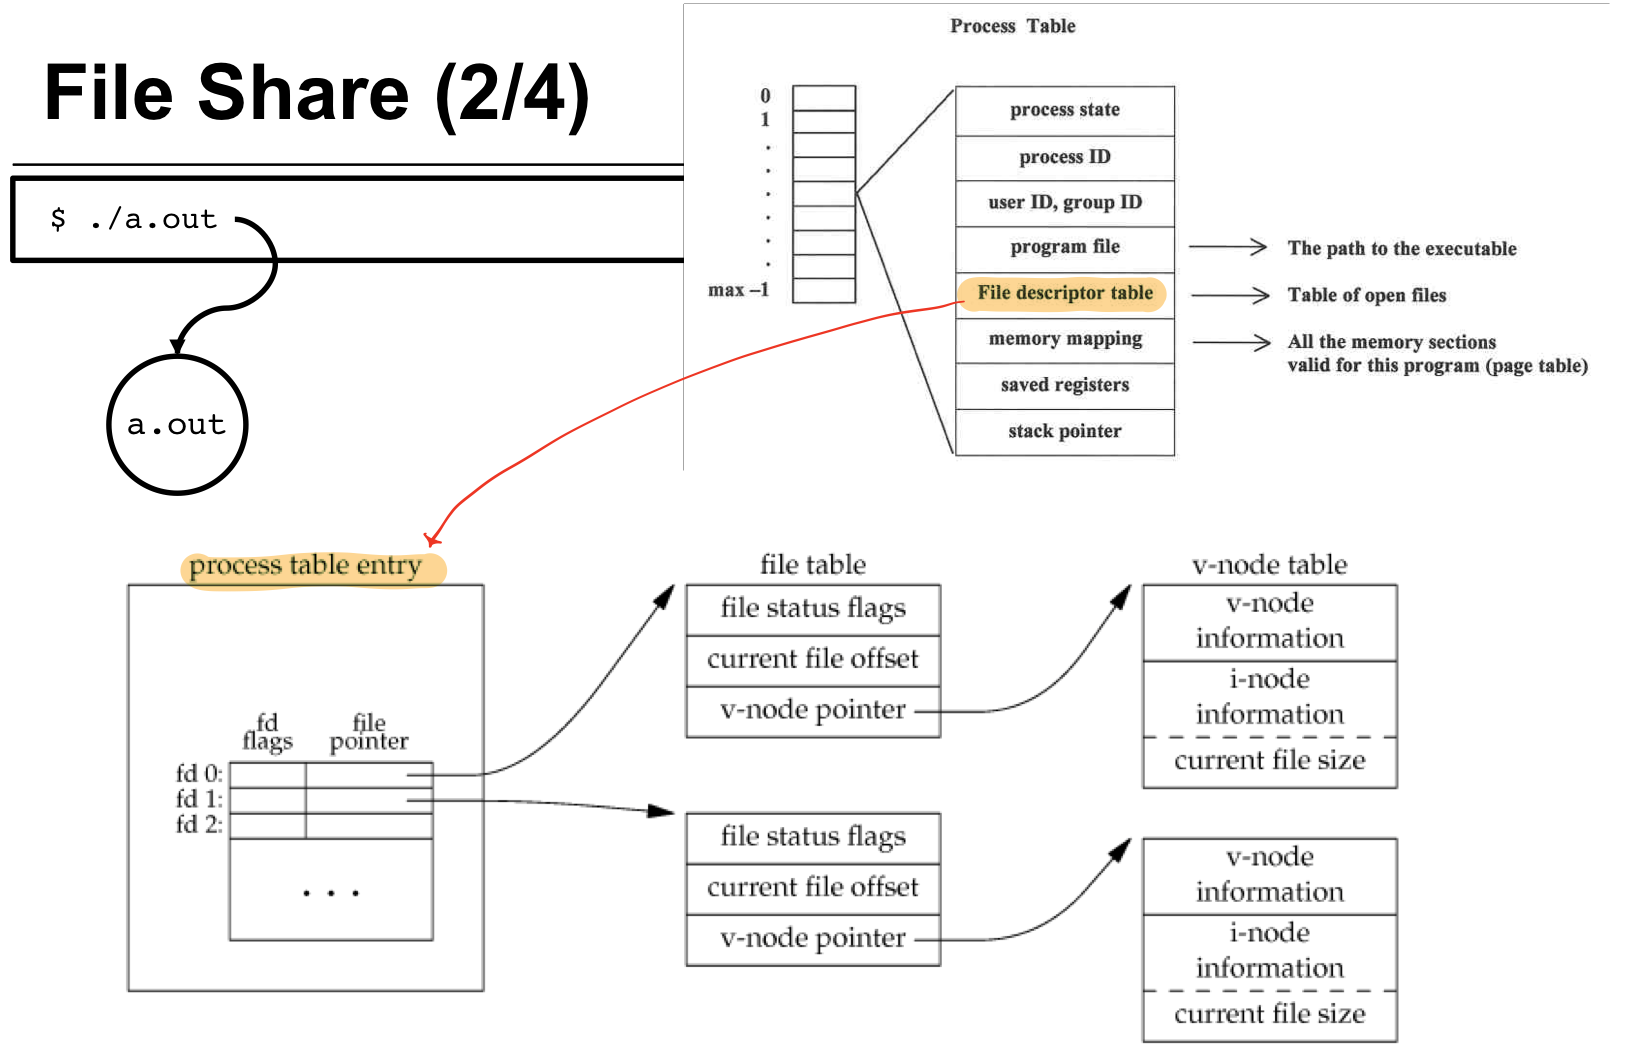 File Share (2/4)
$ ./a.out
a.out
Process Table
0
1
.
.
.
.
.
.
max –1
process state
process ID
user ID, group ID
program file
File descriptor table
memory mapping
saved registers
stack pointer
The path to the executable
Table of open files
All the memory sections
valid for this program (page table)
process table entry
fd
flags
file
pointer
fd 0:
fd 1:
fd 2:
. . .
file table
file status flags
current file offset
v-node pointer
file status flags
current file offset
v-node pointer
v-node table
v-node
information
i-node
information
current file size
v-node
information
i-node
information
current file size